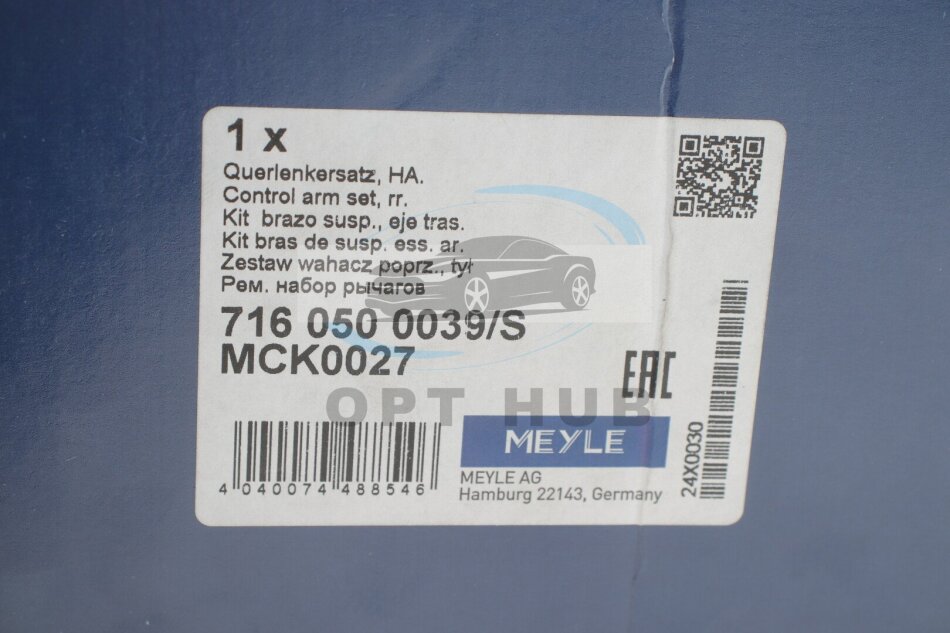 1 x
Querlenkersatz, HA.
Control arm set, rr.
Kit brazo susp., eje tras.
Kit bras de susp. ess. ar.
Zestaw wahacz poprz., tył
Рем. набор рычагов
716 050 0039/S
MCK0027
EAC
OPT HUB
MEYLE
MEYLE AG
Hamburg 22143, Germany
4 040074 488546
24X0030